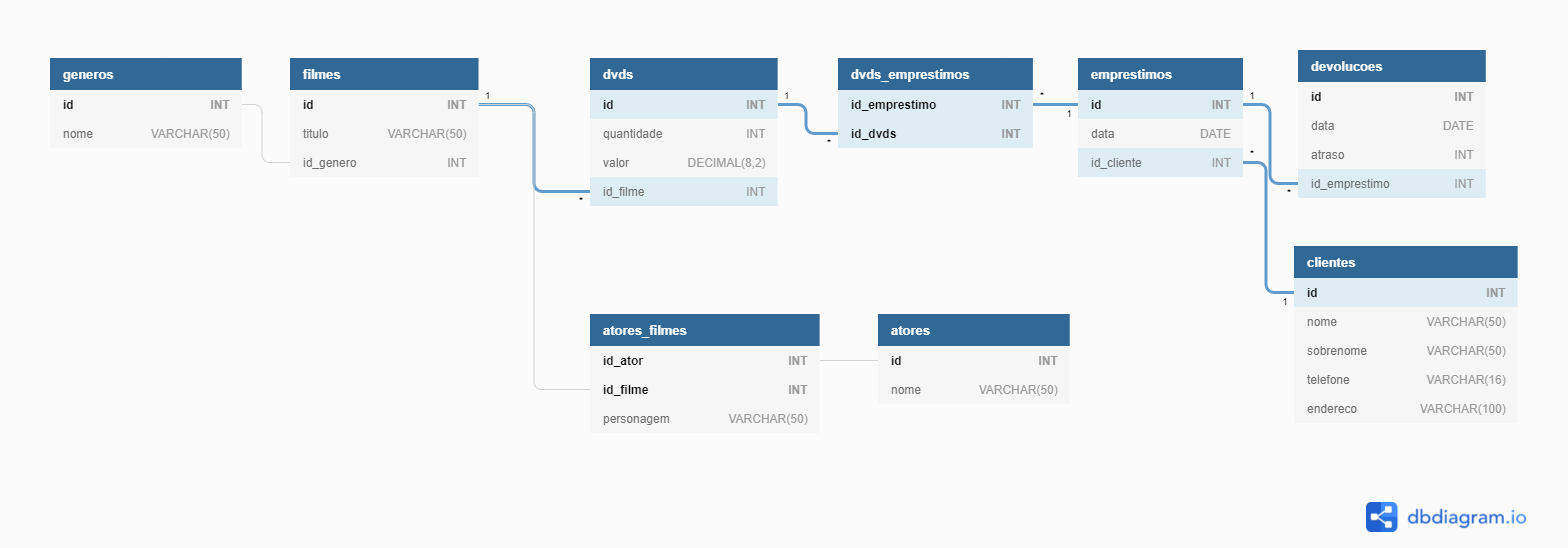 generos
id INT
nome VARCHAR(50)
filmes
id INT
titulo VARCHAR(50)
id_genero INT
1
*
dvds
id INT
quantidade INT
valor DECIMAL(8,2)
id_filme INT
1
*
dvds_emprestimos
id_emprestimo INT
id_dvds INT
*
1
emprestimos
id INT
data DATE
id_cliente INT
1
*
*
1
devolucoes
id INT
data DATE
atraso INT
id_emprestimo INT
clientes
id INT
nome VARCHAR(50)
sobrenome VARCHAR(50)
telefone VARCHAR(16)
endereco VARCHAR(100)
atores_filmes
id_ator INT
id_filme INT
personagem VARCHAR(50)
atores
id INT
nome VARCHAR(50)
dbdiagram.io